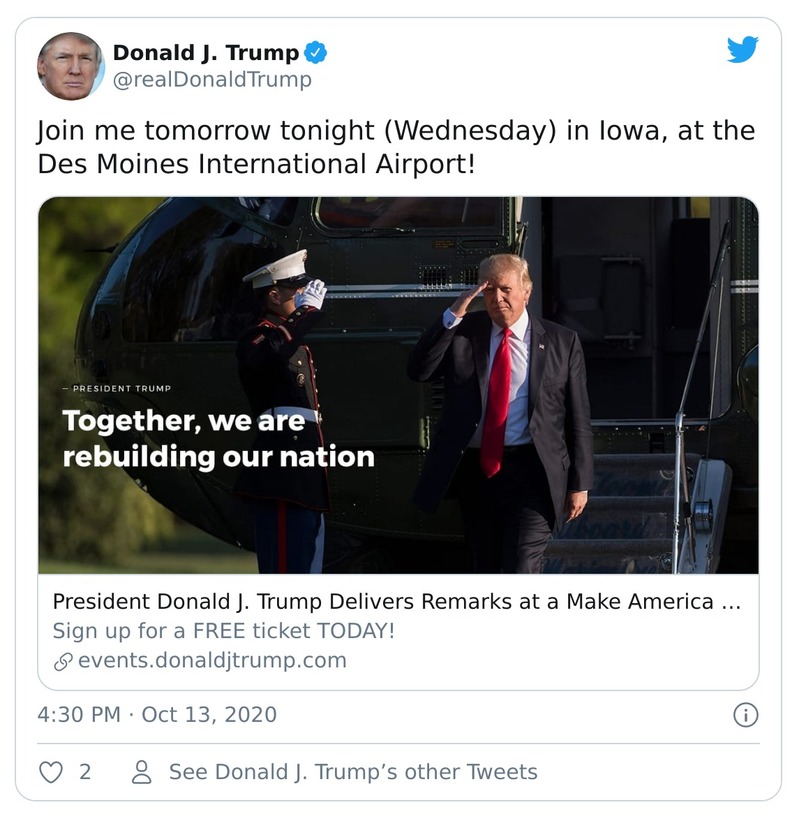 Donald J. Trump
@realDonaldTrump
Join me tomorrow tonight (Wednesday) in Iowa, at the
Des Moines International Airport!
– PRESIDENT TRUMP
Together, we are
rebuilding our nation
President Donald J. Trump Delivers Remarks at a Make America ...
Sign up for a FREE ticket TODAY!
events.donaldjtrump.com
4:30 PM · Oct 13, 2020
2
See Donald J. Trump’s other Tweets